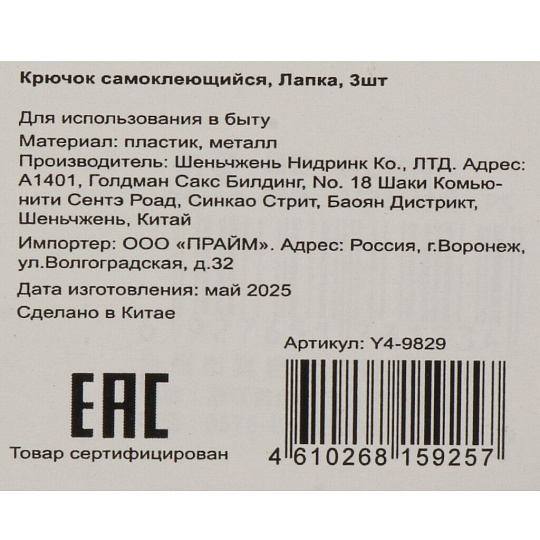 Крючок самоклеющийся, Лапка, 3шт
Для использования в быту
Материал: пластик, металл
Производитель: Шеньчжень Нидринк Ко., ЛТД. Адрес:
А1401, Голдман Сакс Билдинг, No. 18 Шаки Комью-
нити Сентэ Роад, Синкао Стрит, Баоян Дистрикт,
Шеньчжень, Китай
Импортер: ООО «ПРАЙМ». Адрес: Россия, г.Воронеж,
ул.Волгоградская, д.32
Дата изготовления: май 2025
Сделано в Китае
Артикул: Y4-9829
EAC
Товар сертифицирован
4 610268 159257